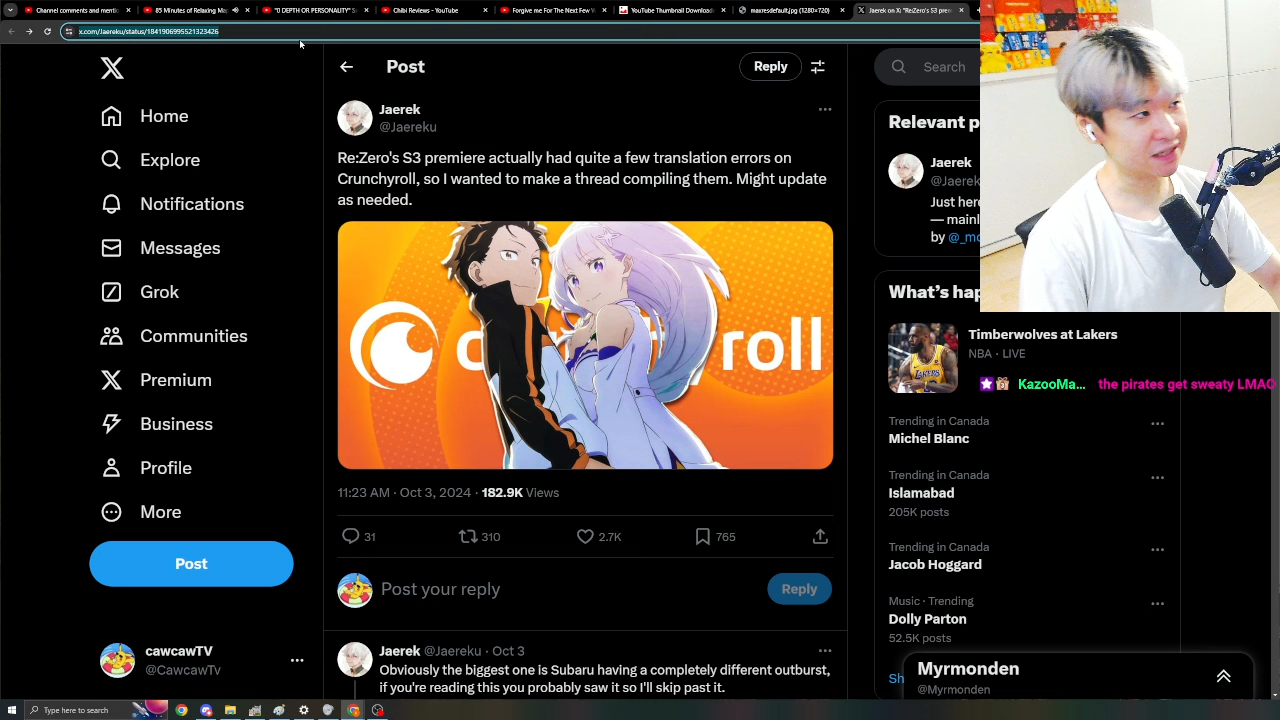 Channel comments and mentic
85 Minutes of Relaxing Map
"0 DEPTH OR PERSONALITY" S
Chibi Reviews - YouTube
Forgive me For The Next Few V
YouTube Thumbnail Download
maxresdefault.jpg (1280×720)
Jaerek on X: "Re:Zero's S3 prem
x.com/Jaereku/status/1841906995521323426
Home
Explore
Notifications
Messages
Grok
Communities
Premium
Business
Profile
More
Post
cawcawTV
@CawcawTv
Post
Reply
Jaerek
@Jaereku
Re:Zero's S3 premiere actually had quite a few translation errors on
Crunchyroll, so I wanted to make a thread compiling them. Might update
as needed.
roll
11:23 AM · Oct 3, 2024 · 182.9K Views
31
310
2.7K
765
Post your reply
Reply
Jaerek @Jaereku · Oct 3
Obviously the biggest one is Subaru having a completely different outburst,
if you're reading this you probably saw it so I'll skip past it.
Search
Relevant p
Jaerek
@Jaerek
Just here
— mainl
by @_mo
What's hap
Timberwolves at Lakers
NBA · LIVE
KazooMa... the pirates get sweaty LMAO
Trending in Canada
Michel Blanc
Trending in Canada
Islamabad
205K posts
Trending in Canada
Jacob Hoggard
Music · Trending
Dolly Parton
52.5K posts
Sh
Myrmonden
@Myrmonden
Type here to search